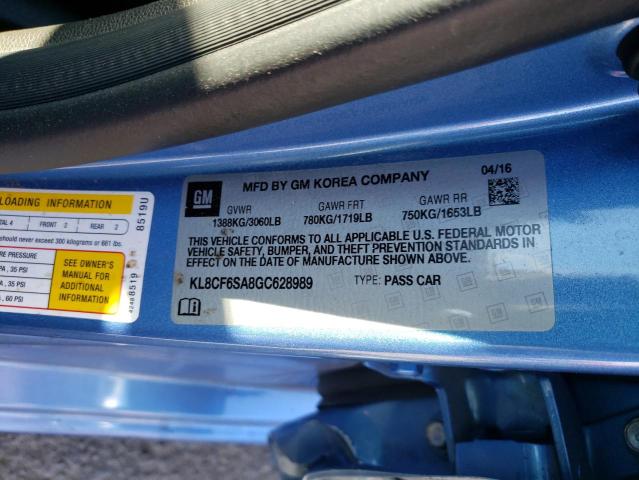 GM
MFD BY GM KOREA COMPANY
04/16
GVWR GAWR FRT GAWR RR
1388KG/3060LB 780KG/1719LB 750KG/1653LB
THIS VEHICLE CONFORMS TO ALL APPLICABLE U.S. FEDERAL MOTOR
VEHICLE SAFETY, BUMPER, AND THEFT PREVENTION STANDARDS IN
EFFECT ON THE DATE OF MANUFACTURE SHOWN ABOVE.
KL8CF6SA8GC628989 TYPE: PASS CAR
LOADING INFORMATION
TOTAL 4 FRONT 2 REAR 2
should never exceed 300 kilograms or 661 lbs.
PRESSURE
35 PSI
35 PSI
60 PSI
SEE OWNER'S
MANUAL FOR
ADDITIONAL
INFORMATION
8519U
42488519